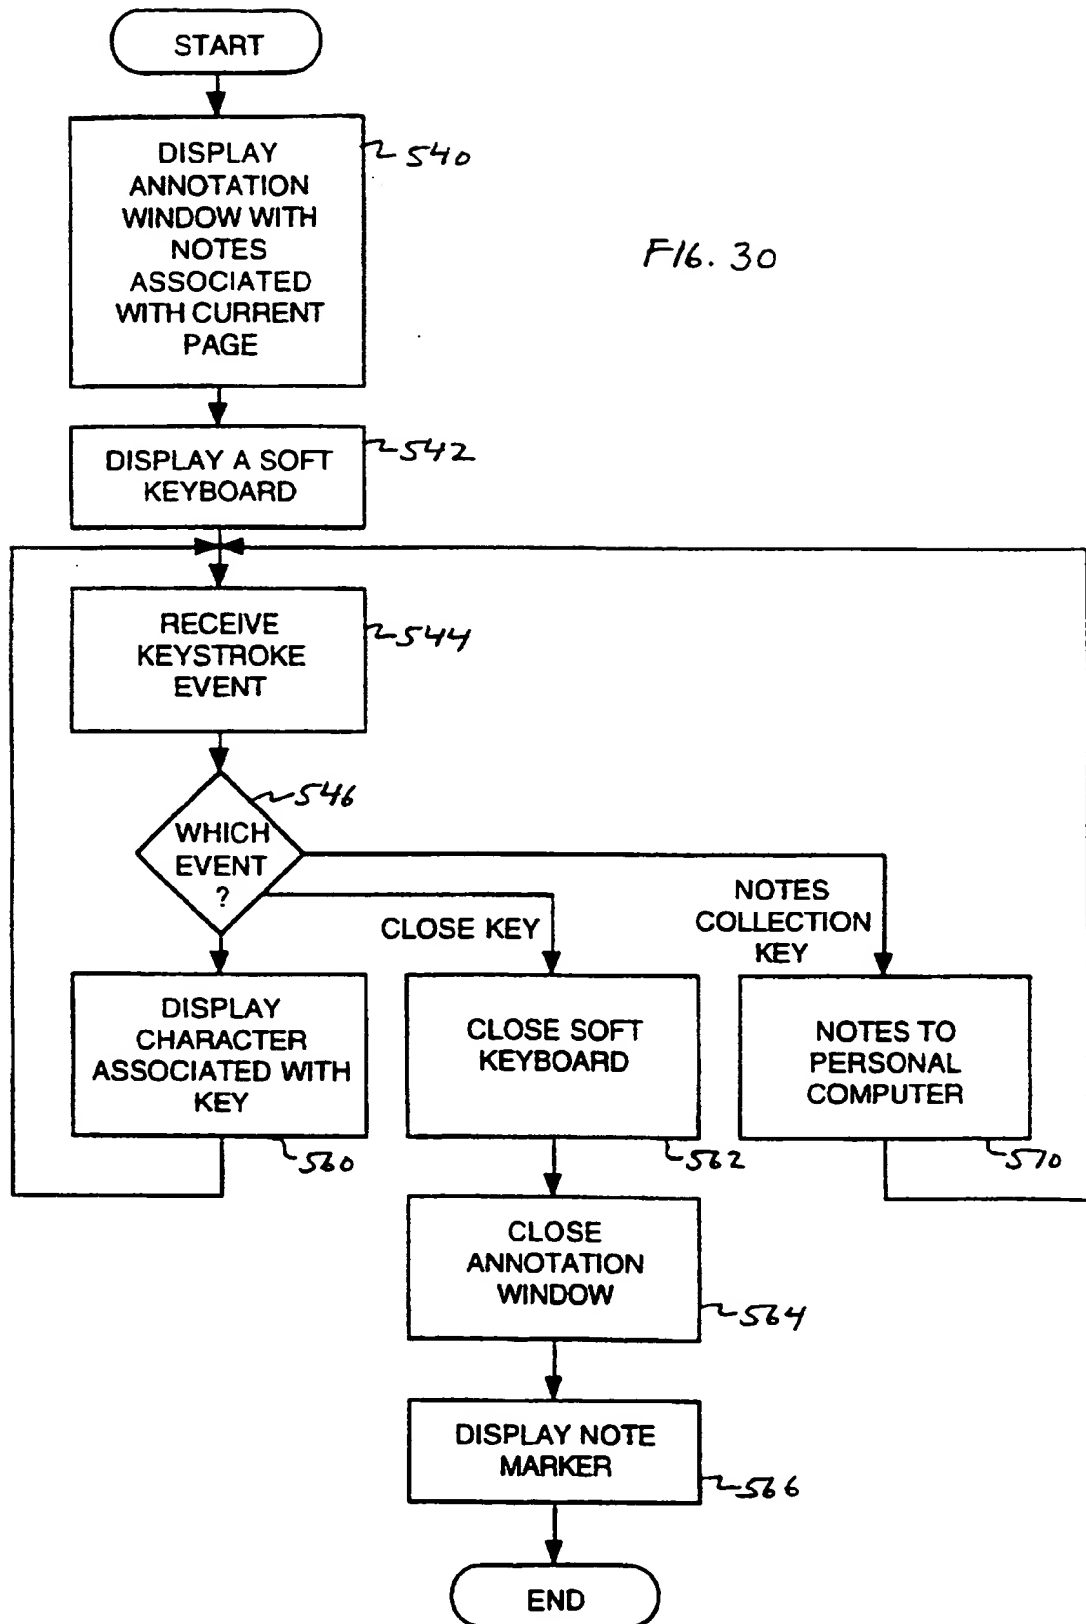 START
DISPLAY
ANNOTATION
WINDOW WITH
NOTES
ASSOCIATED
WITH CURRENT
PAGE
540
FIG. 30
DISPLAY A SOFT
KEYBOARD
542
RECEIVE
KEYSTROKE
EVENT
544
546
WHICH
EVENT
?
CLOSE KEY
NOTES
COLLECTION
KEY
DISPLAY
CHARACTER
ASSOCIATED WITH
KEY
560
CLOSE SOFT
KEYBOARD
562
NOTES TO
PERSONAL
COMPUTER
570
CLOSE
ANNOTATION
WINDOW
564
DISPLAY NOTE
MARKER
566
END